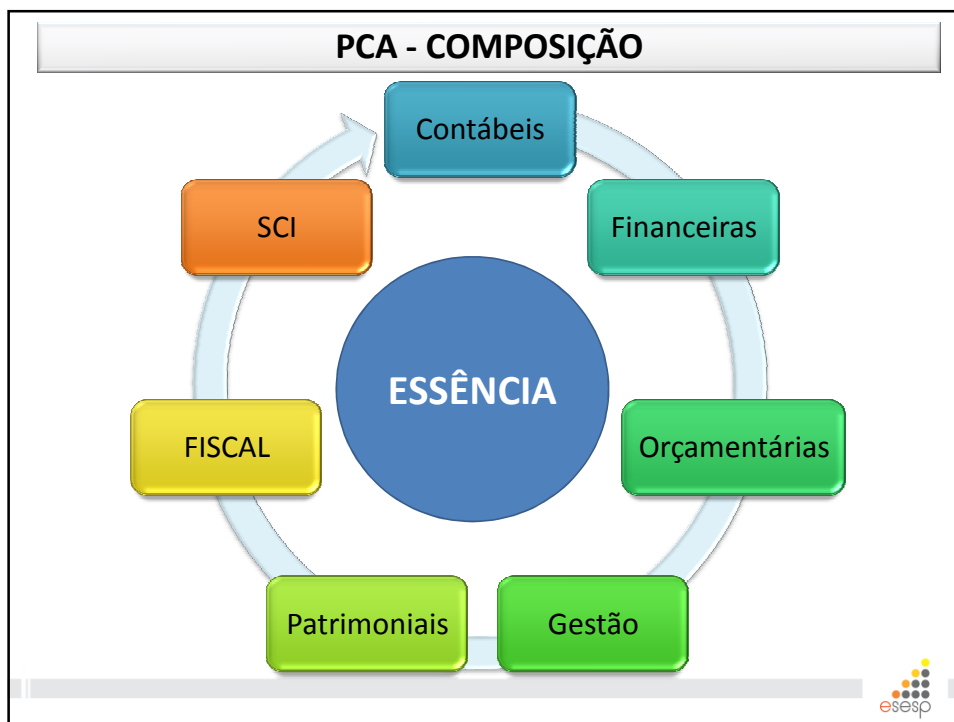 PCA - COMPOSIÇÃO
Contábeis
SCI
Financeiras
ESSÊNCIA
FISCAL
Orçamentárias
Patrimoniais
Gestão
esesp